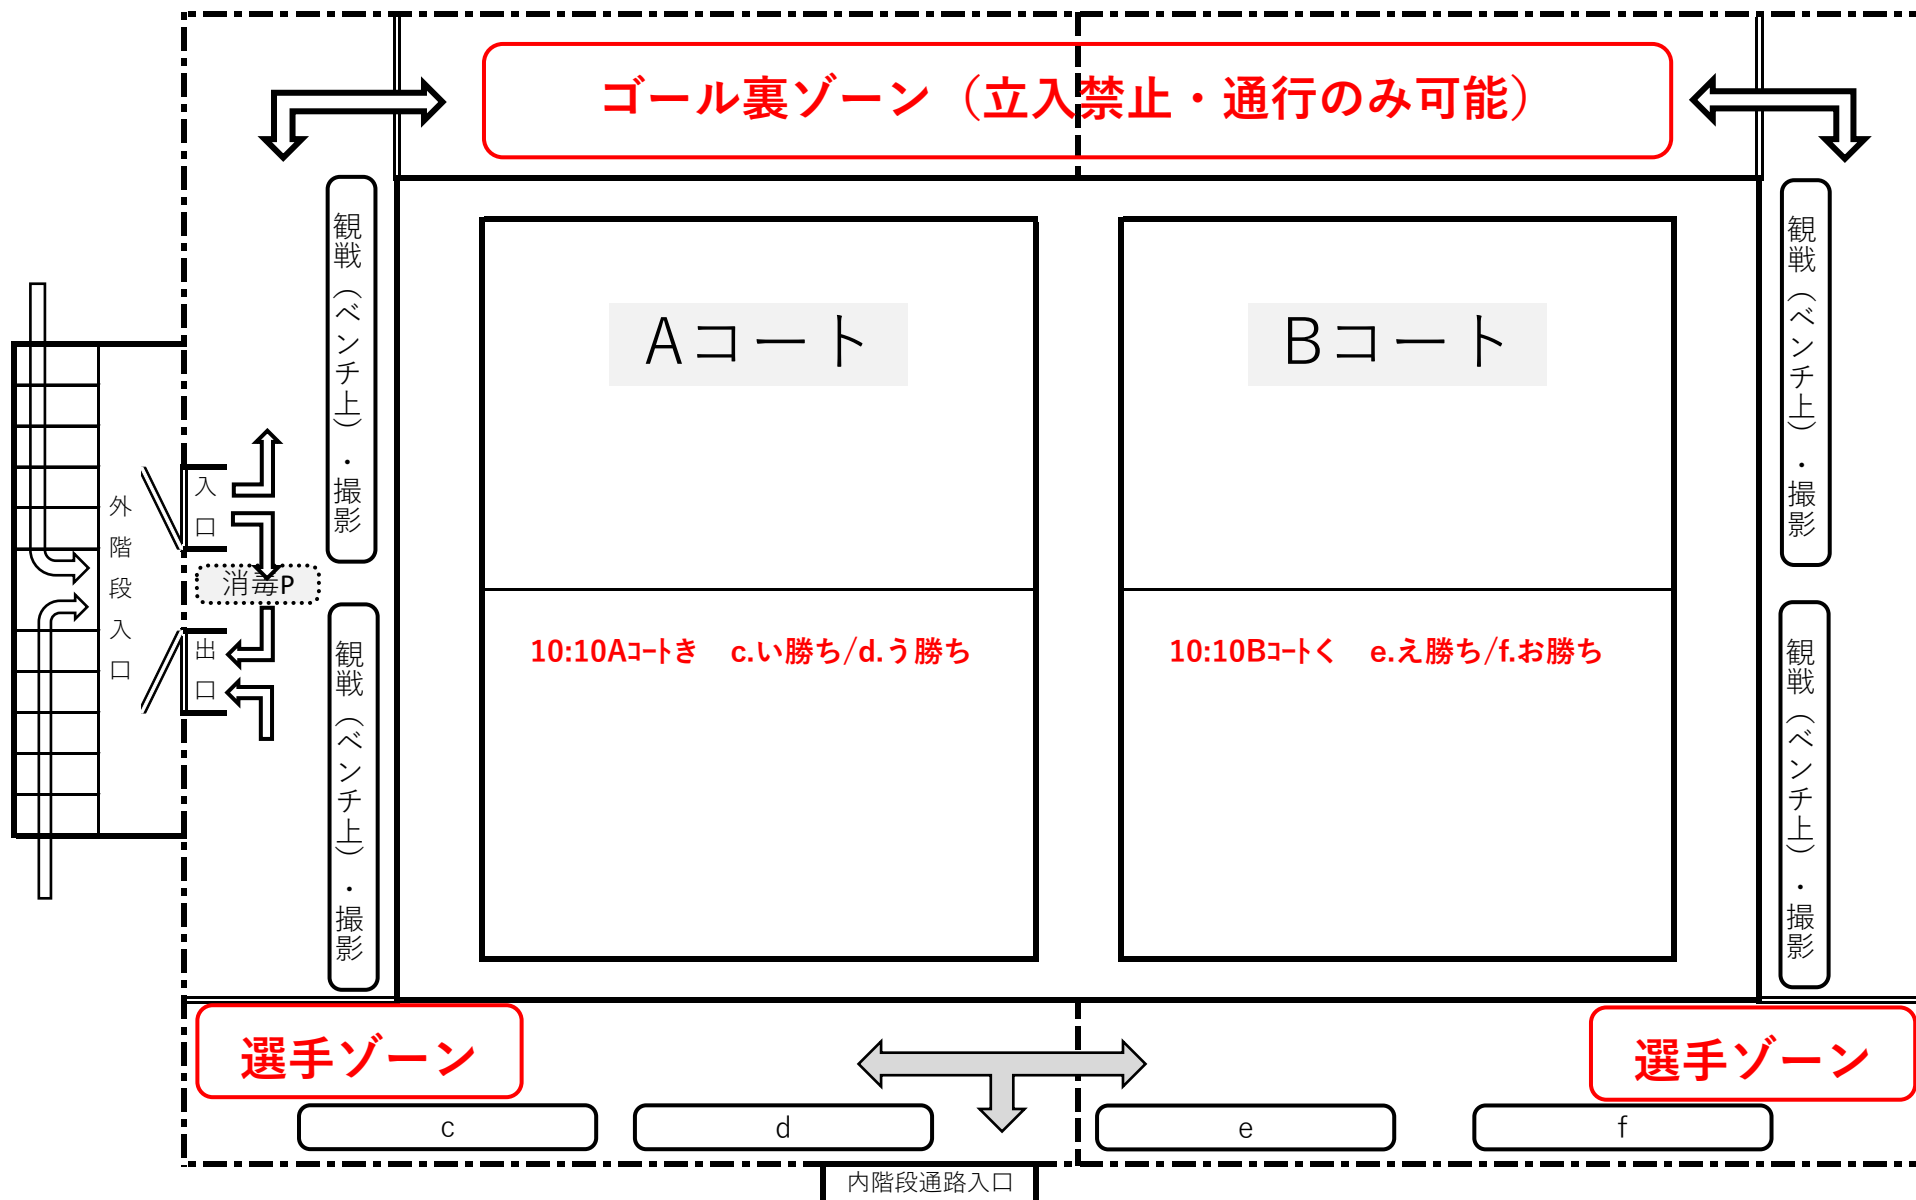 ゴール裏ゾーン（立入禁止・通行のみ可能）
観戦（ベンチ上）・撮影
Aコート
Bコート
観戦（ベンチ上）・撮影
外階段入口
入口
消毒P
出口
観戦（ベンチ上）・撮影
10:10Aｺｰﾄき　c.い勝ち/d.う勝ち
10:10Bｺｰﾄく　e.え勝ち/f.お勝ち
観戦（ベンチ上）・撮影
選手ゾーン
選手ゾーン
c
d
e
f
内階段通路入口